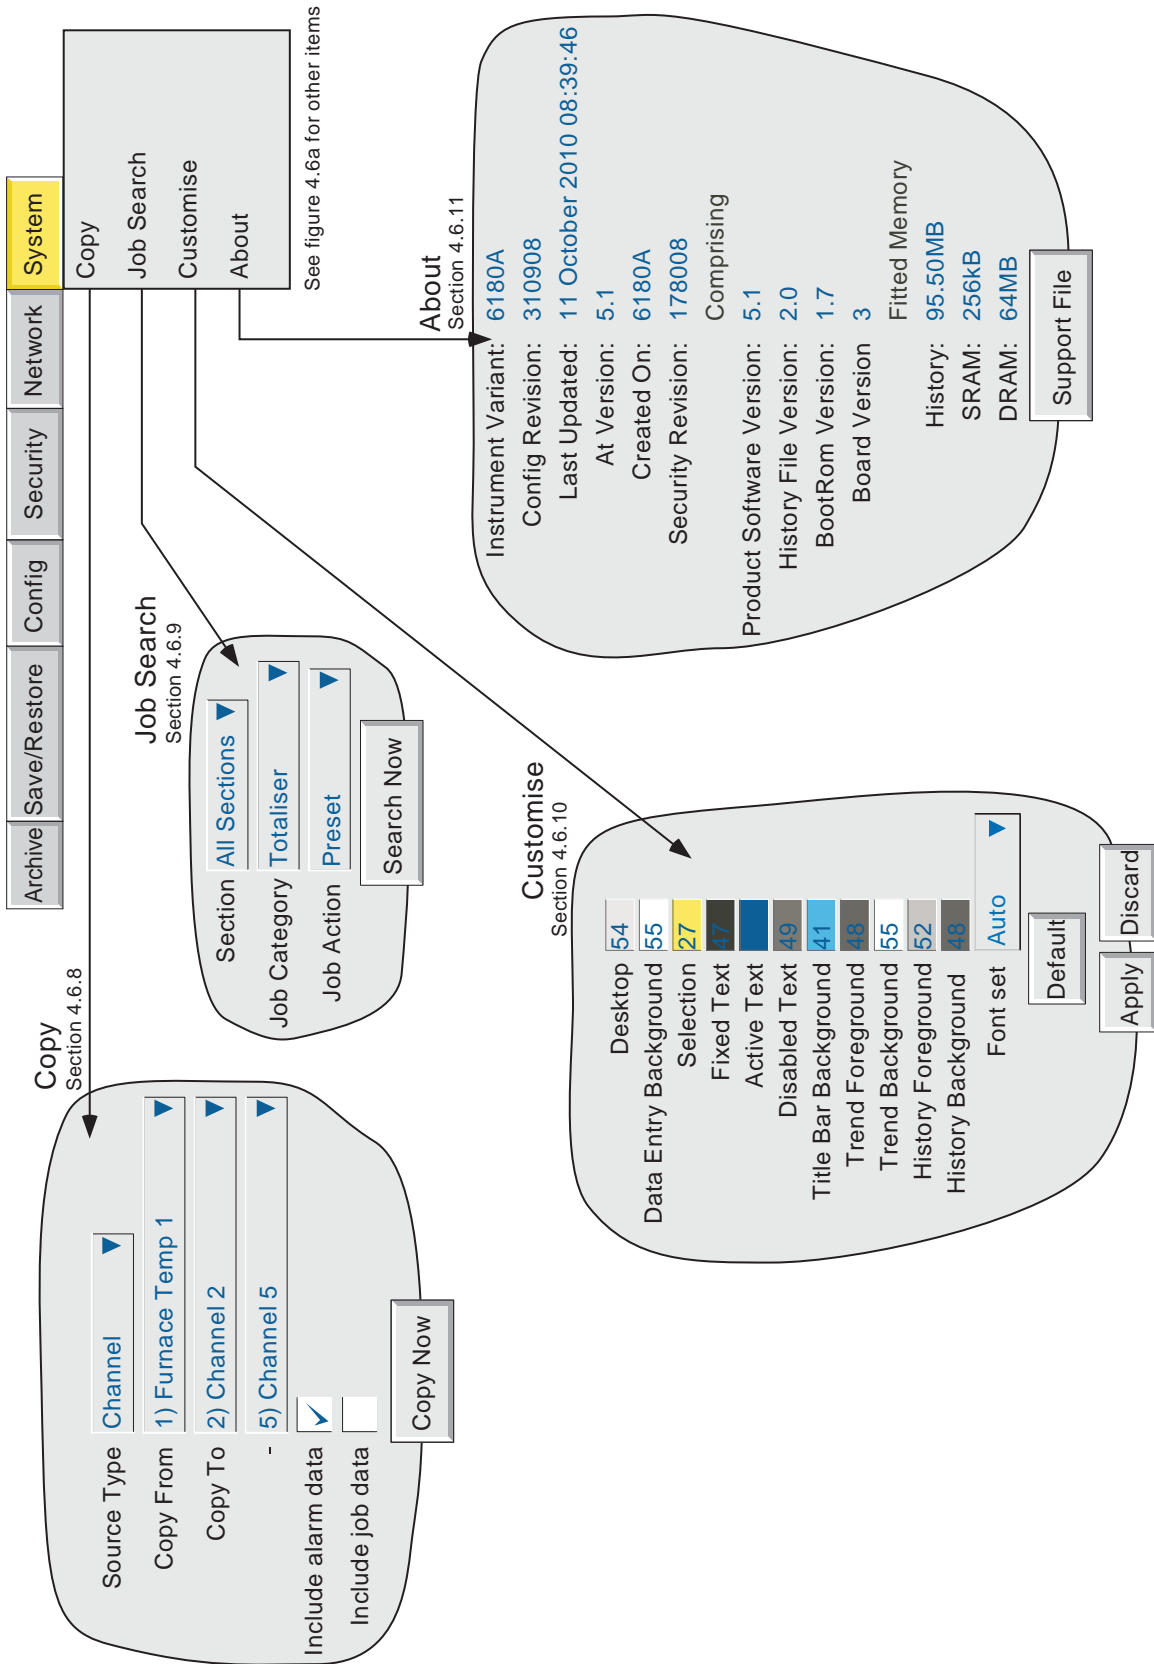 Archive
Save/Restore
Config
Security
Network
System
Copy
Job Search
Customise
About
See figure 4.6a for other items
Copy
Section 4.6.8
Source Type Channel
Copy From 1) Furnace Temp 1
Copy To 2) Channel 2
- 5) Channel 5
Include alarm data
Include job data
Copy Now
Job Search
Section 4.6.9
Section All Sections
Job Category Totaliser
Job Action Preset
Search Now
Customise
Section 4.6.10
Desktop 54
Data Entry Background 55
Selection 27
Fixed Text 47
Active Text
Disabled Text 49
Title Bar Background 41
Trend Foreground 48
Trend Background 55
History Foreground 52
History Background 48
Font set Auto
Default
Apply
Discard
About
Section 4.6.11
Instrument Variant: 6180A
Config Revision: 310908
Last Updated: 11 October 2010 08:39:46
At Version: 5.1
Created On: 6180A
Security Revision: 178008
Comprising
Product Software Version: 5.1
History File Version: 2.0
BootRom Version: 1.7
Board Version 3
Fitted Memory
History: 95.50MB
SRAM: 256kB
DRAM: 64MB
Support File